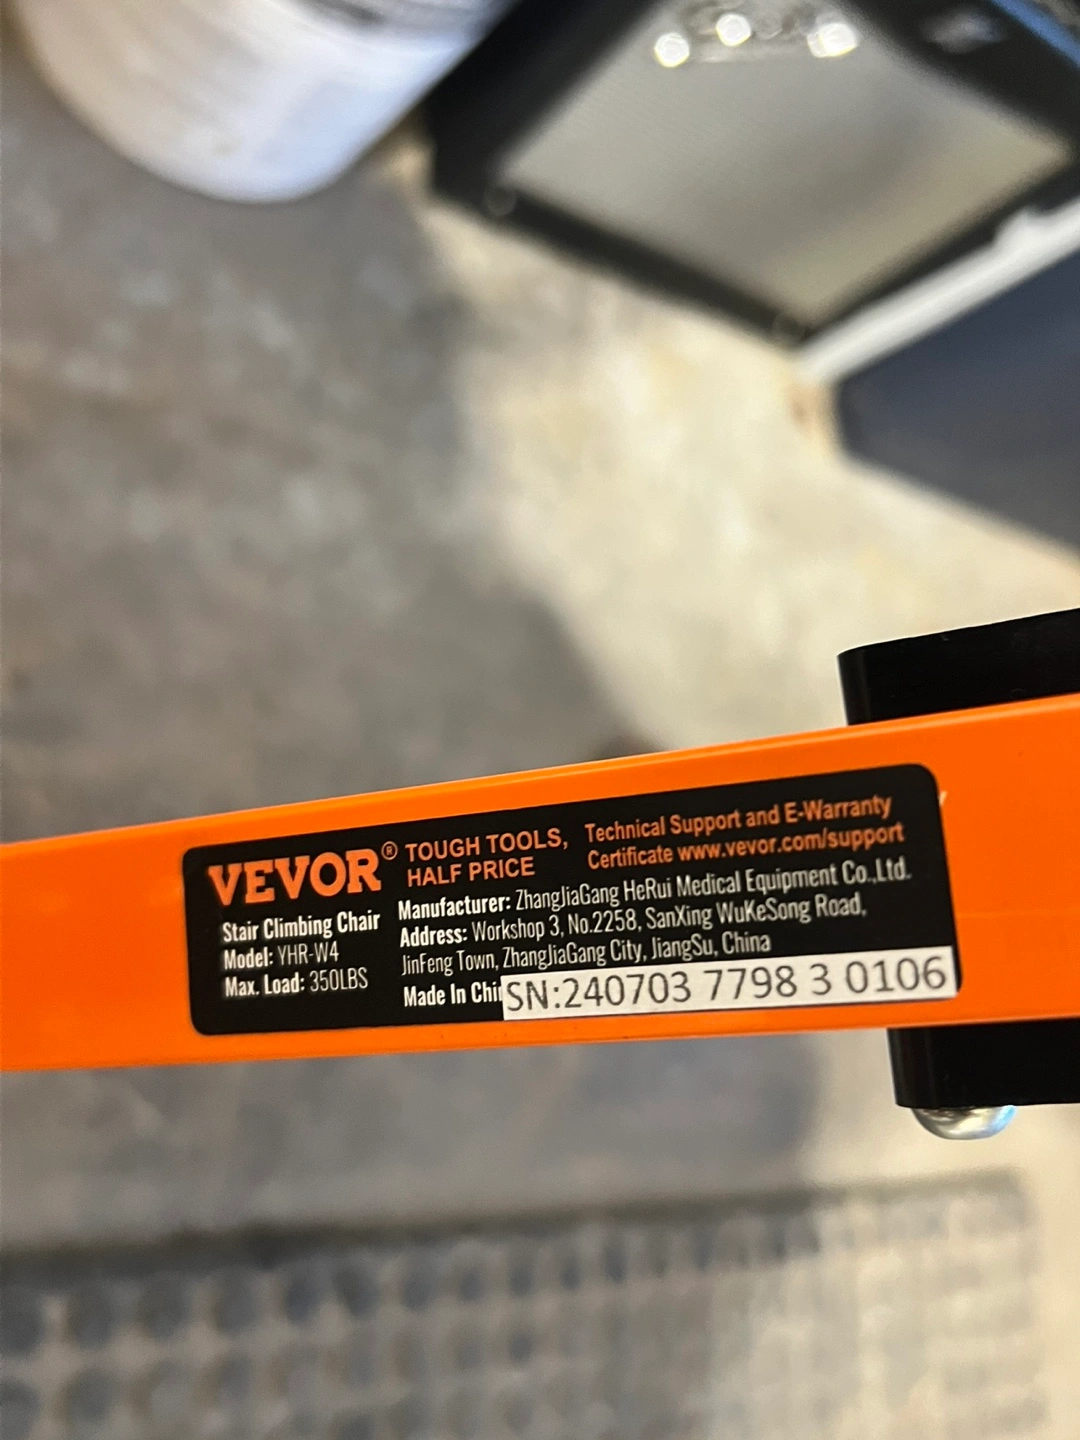 VEVOR®
TOUGH TOOLS,
HALF PRICE
Technical Support and E-Warranty
Certificate www.vevor.com/support
Stair Climbing Chair
Model: YHR-W4
Max. Load: 350LBS
Manufacturer: ZhangJiaGang HeRui Medical Equipment Co.,Ltd.
Address: Workshop 3, No.2258, SanXing WuKeSong Road,
JinFeng Town, ZhangJiaGang City, JiangSu, China
Made In Chi
SN:240703 7798 3 0106